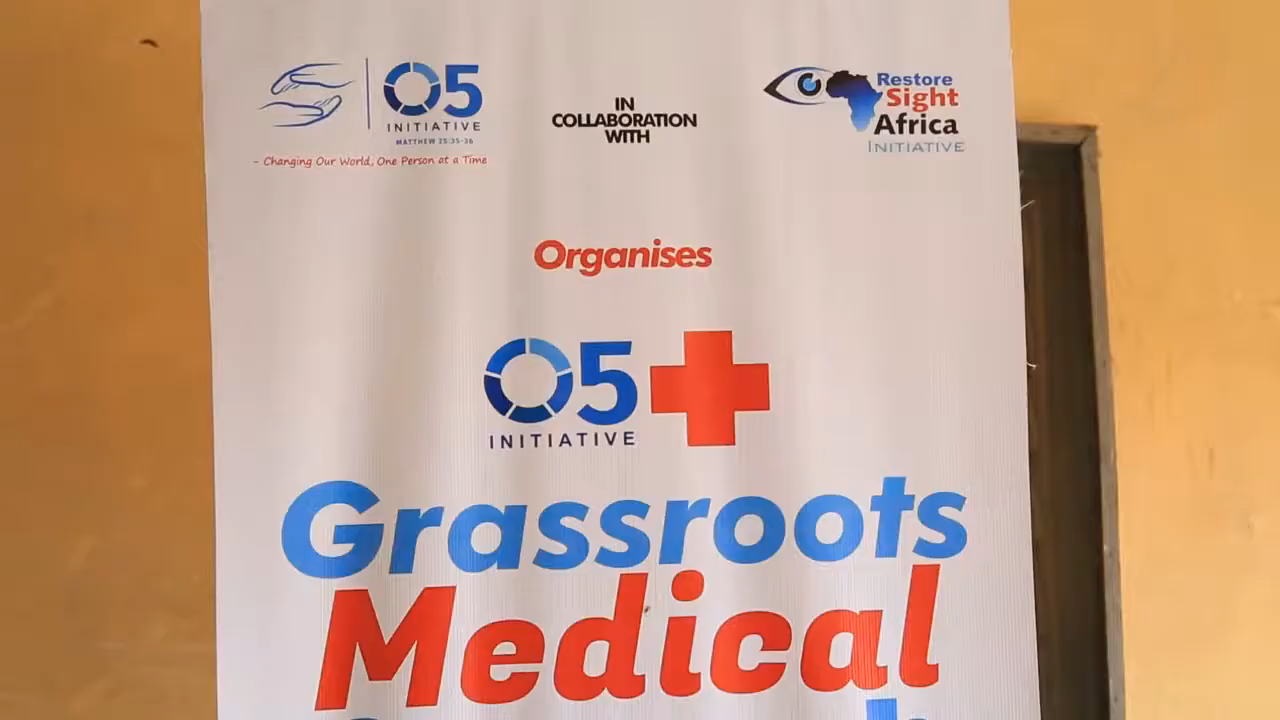 O5
INITIATIVE
MATTHEW 25:35-36
- Changing Our World, One Person at a Time
IN
COLLABORATION
WITH
Restore
Sight
Africa
INITIATIVE
Organises
O5
INITIATIVE
Grassroots
Medical